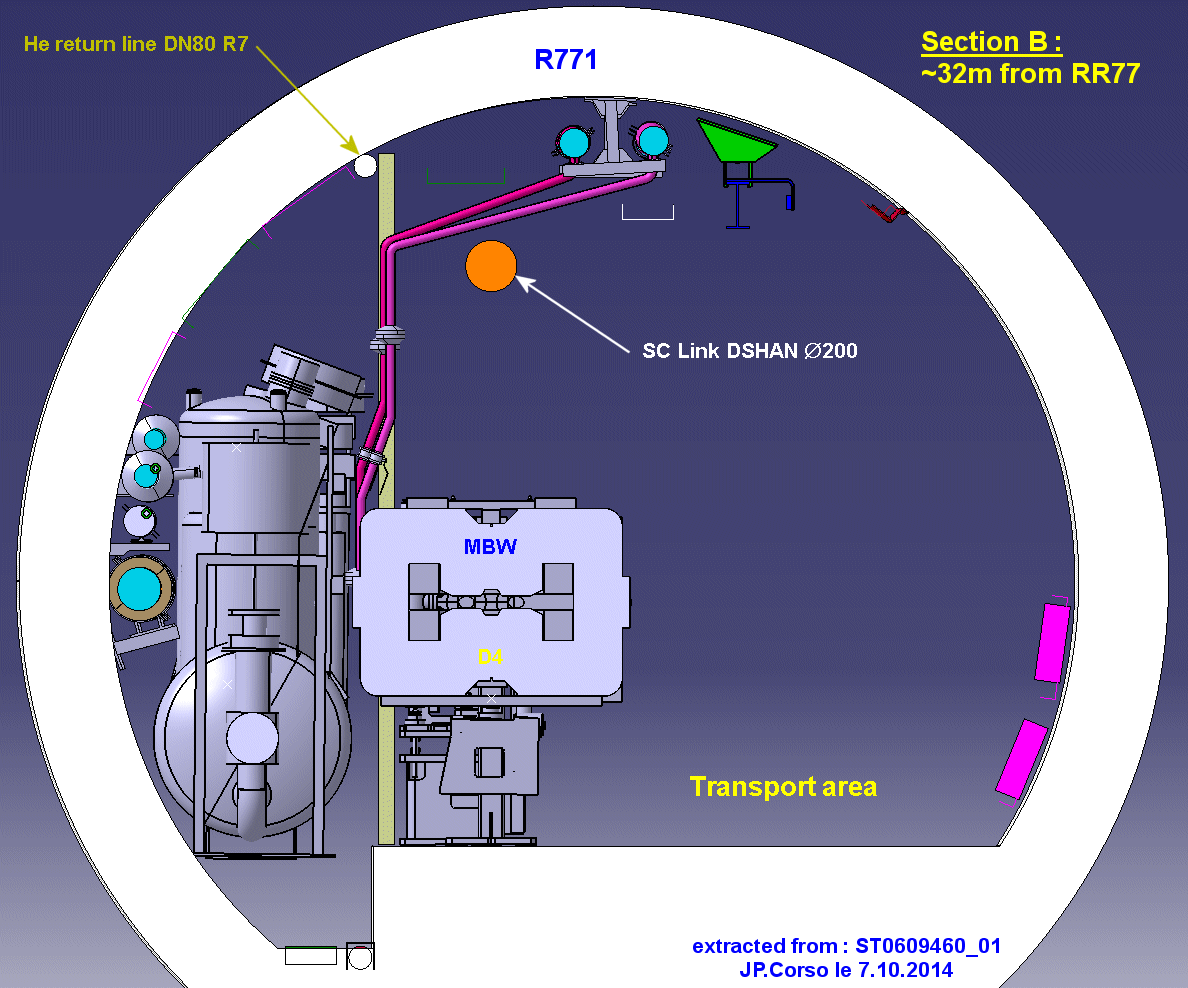 He return line DN80 R7
R771
Section B :
~32m from RR77
SC Link DSHAN Ø200
MBW
D4
Transport area
extracted from : ST0609460_01
JP.Corso le 7.10.2014